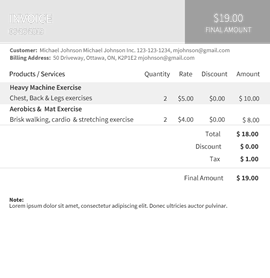 INVOICE
$19.00
FINAL AMOUNT
Customer: Michael Johnson Michael Johnson Inc. 123-123-1234, mjohnson@gmail.com
Billing Address: 50 Driveway, Ottawa, ON, K2P1E2 mjohnson@gmail.com
Products / Services Quantity Rate Discount Amount
Heavy Machine Exercise
Chest, Back & Legs exercises 2 $5.00 $0.00 $ 10.00
Aerobics & Mat Exercise
Brisk walking, cardio & stretching exercise 2 $4.00 $0.00 $ 8.00
Total $ 18.00
Discount $ 0.00
Tax $ 1.00
Final Amount $ 19.00
Note:
Lorem ipsum dolor sit amet, consectetur adipiscing elit. Donec ultricies auctor pulvinar.